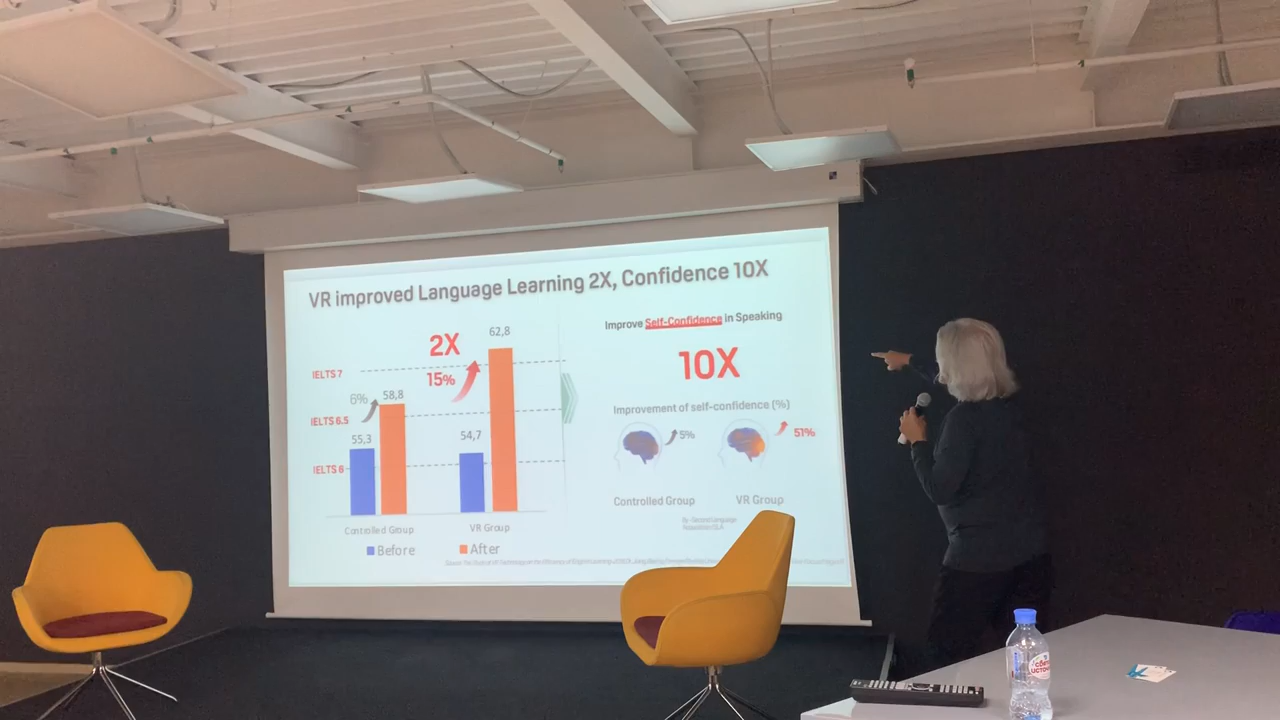 VR improved Language Learning 2X, Confidence 10X
2X
62,8
IELTS 7
15%
6%
58,8
IELTS 6.5
55,3
54,7
IELTS 6
Controlled Group
VR Group
Before
After
Improve Self-Confidence in Speaking
10X
Improvement of self-confidence (%)
5%
51%
Controlled Group
VR Group